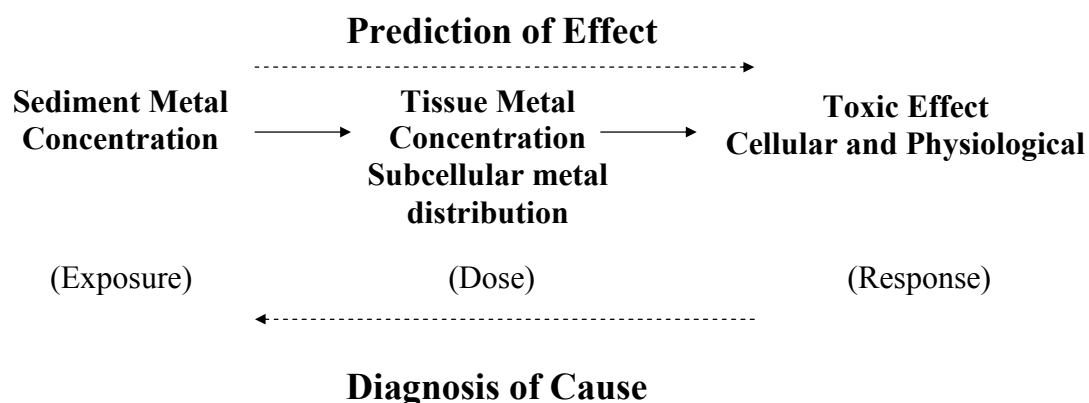 Prediction of Effect
Sediment Metal
Concentration
Tissue Metal
Concentration
Subcellular metal
distribution
Toxic Effect
Cellular and Physiological
(Exposure)
(Dose)
(Response)
Diagnosis of Cause